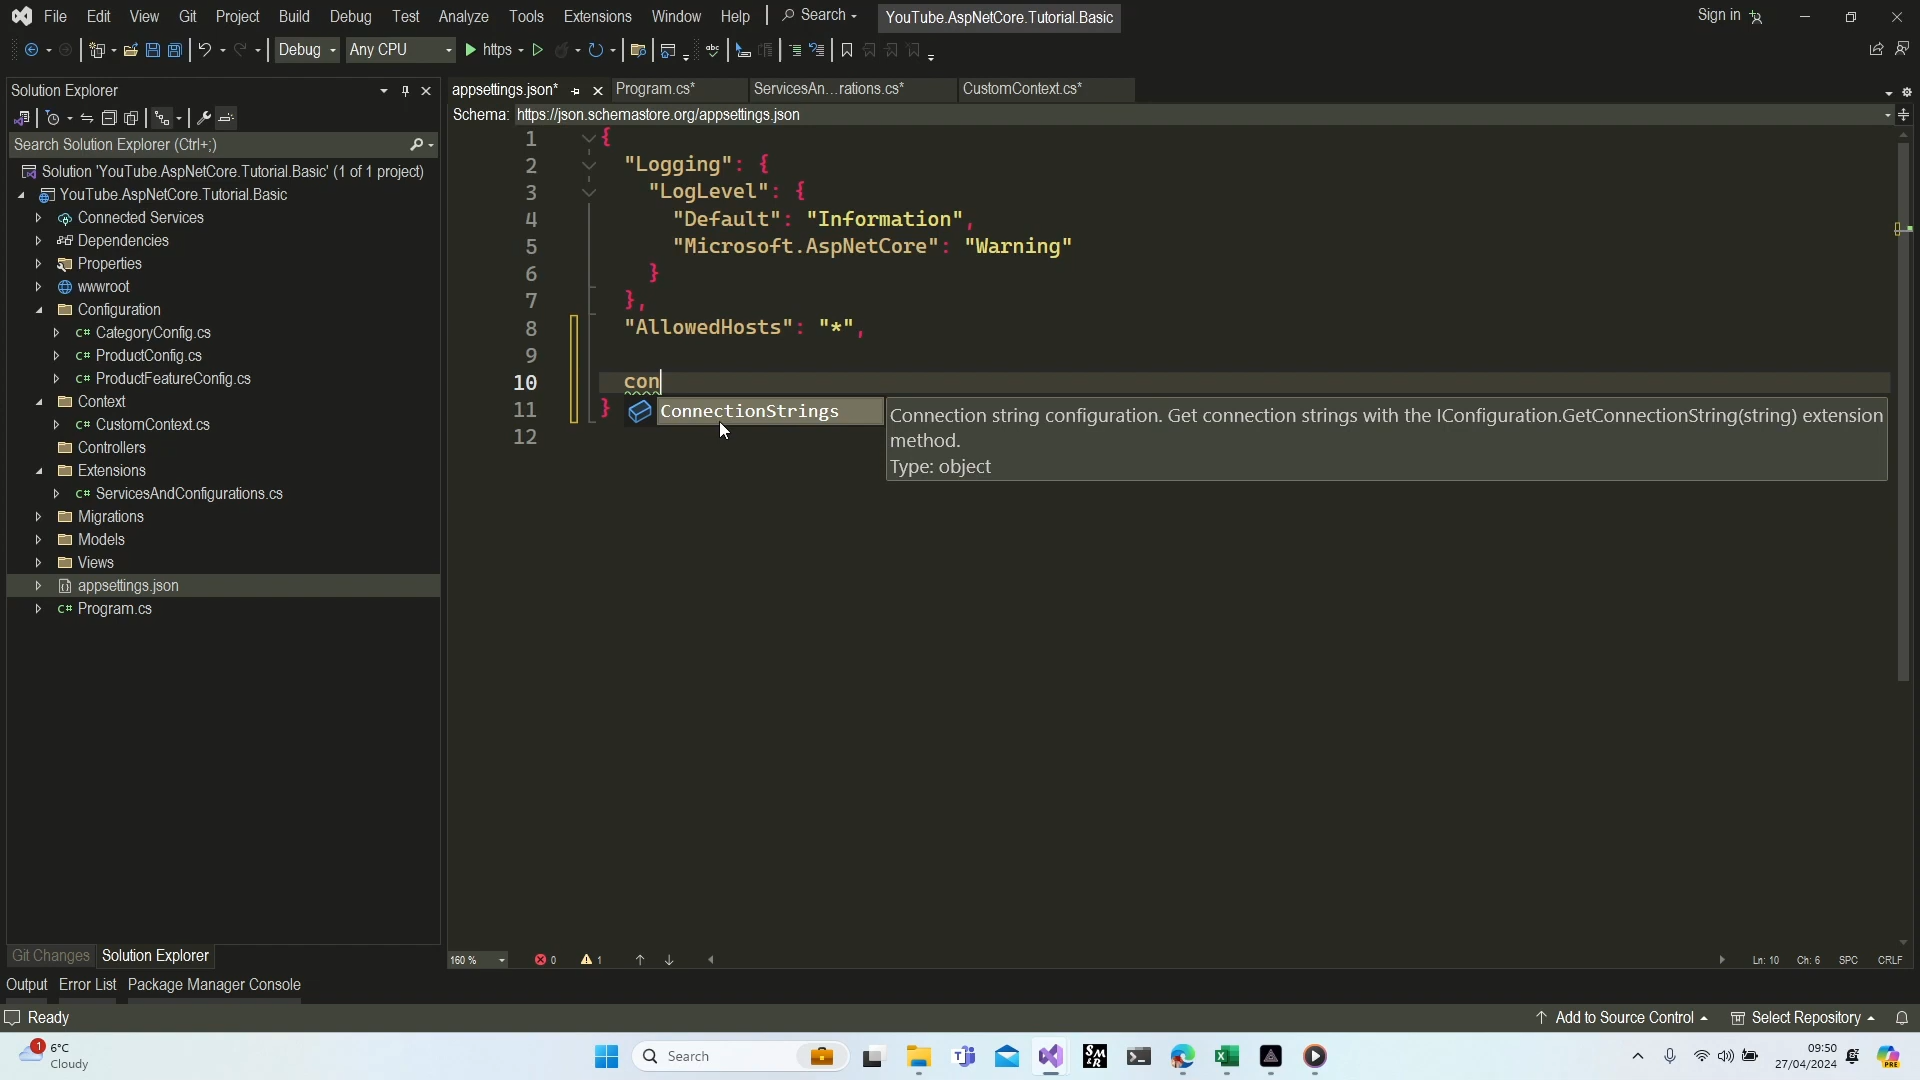 File Edit View Git Project Build Debug Test Analyze Tools Extensions Window Help Search YouTube.AspNetCore.Tutorial.Basic Sign in
Debug Any CPU https
Solution Explorer
appsettings.json* Program.cs* ServicesAn...rations.cs* CustomContext.cs*
Schema: https://json.schemastore.org/appsettings.json
Search Solution Explorer (Ctrl+;)
Solution 'YouTube.AspNetCore.Tutorial.Basic' (1 of 1 project)
YouTube.AspNetCore.Tutorial.Basic
Connected Services
Dependencies
Properties
wwwroot
Configuration
C# CategoryConfig.cs
C# ProductConfig.cs
C# ProductFeatureConfig.cs
Context
C# CustomContext.cs
Controllers
Extensions
C# ServicesAndConfigurations.cs
Migrations
Models
Views
appsettings.json
C# Program.cs
1 {
2 "Logging": {
3 "LogLevel": {
4 "Default": "Information",
5 "Microsoft.AspNetCore": "Warning"
6 }
7 },
8 "AllowedHosts": "*",
9
10 con
11 }
12
ConnectionStrings
Connection string configuration. Get connection strings with the IConfiguration.GetConnectionString(string) extension
method.
Type: object
Git Changes Solution Explorer
160 % 0 1 Ln: 10 Ch: 6 SPC CRLF
Output Error List Package Manager Console
Ready Add to Source Control Select Repository
1 6°C
Cloudy
Search
09:50
27/04/2024
PRE